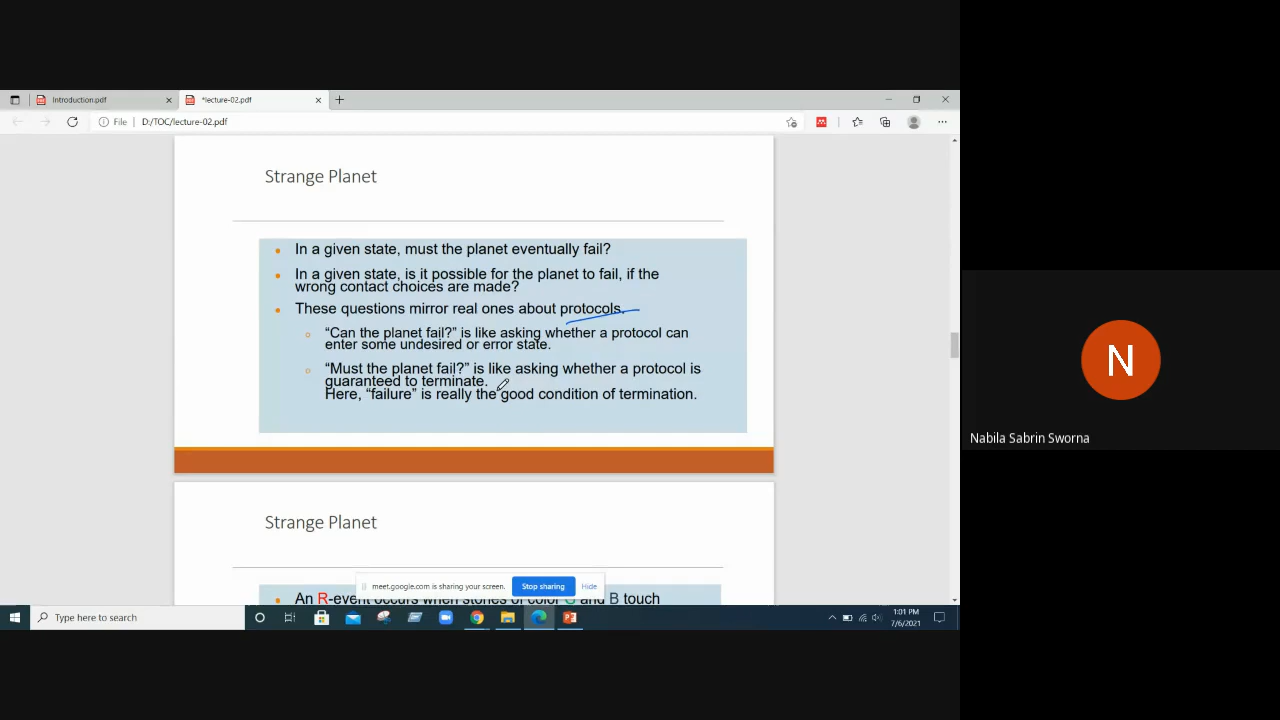 Introduction.pdf
*lecture-02.pdf
File
D:/TOC/lecture-02.pdf
Strange Planet
In a given state, must the planet eventually fail?
In a given state, is it possible for the planet to fail, if the
wrong contact choices are made?
These questions mirror real ones about protocols.
“Can the planet fail?” is like asking whether a protocol can
enter some undesired or error state.
“Must the planet fail?” is like asking whether a protocol is
guaranteed to terminate.
Here, “failure” is really the good condition of termination.
Strange Planet
An R-event occurs when stones of color G and B touch
meet.google.com is sharing your screen.
Stop sharing
Hide
Type here to search
1:01 PM
7/6/2021
N
Nabila Sabrin Sworna